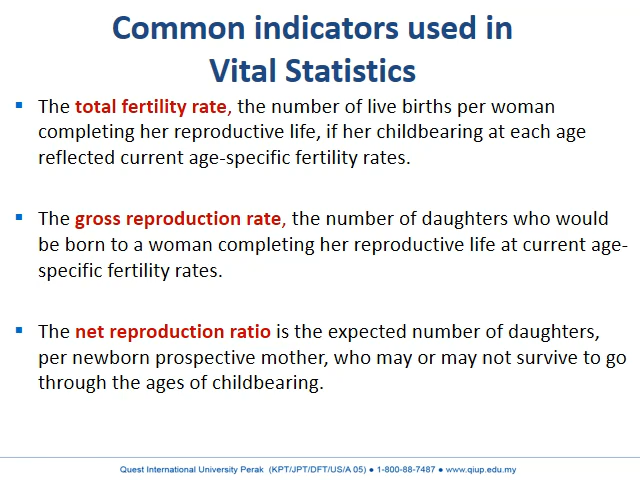 Common indicators used in
Vital Statistics
▪ The total fertility rate, the number of live births per woman
completing her reproductive life, if her childbearing at each age
reflected current age-specific fertility rates.
▪ The gross reproduction rate, the number of daughters who would
be born to a woman completing her reproductive life at current age-
specific fertility rates.
▪ The net reproduction ratio is the expected number of daughters,
per newborn prospective mother, who may or may not survive to go
through the ages of childbearing.
Quest International University Perak (KPT/JPT/DFT/US/A 05) ● 1-800-88-7487 ● www.qiup.edu.my